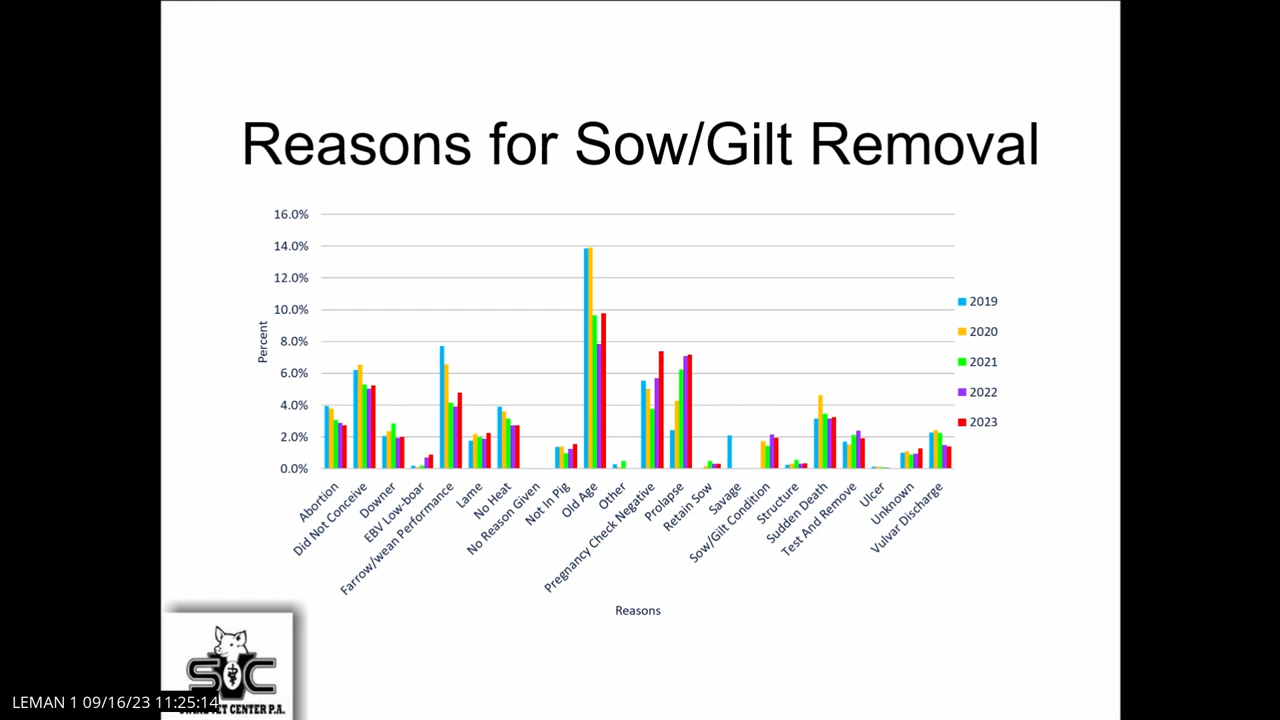 Reasons for Sow/Gilt Removal
16.0%
14.0%
12.0%
10.0%
8.0%
6.0%
4.0%
2.0%
0.0%
Percent
2019
2020
2021
2022
2023
Abortion
Did Not Conceive
Downer
EBV Low-boar
Farrow/wean Performance
Lame
No Heat
No Reason Given
Not In Pig
Old Age
Other
Pregnancy Check Negative
Prolapse
Retain Sow
Savage
Sow/Gilt Condition
Structure
Sudden Death
Test And Remove
Ulcer
Unknown
Vulvar Discharge
Reasons
SVC
CENTER P.A.
LEMAN 1 09/16/23 11:25:14